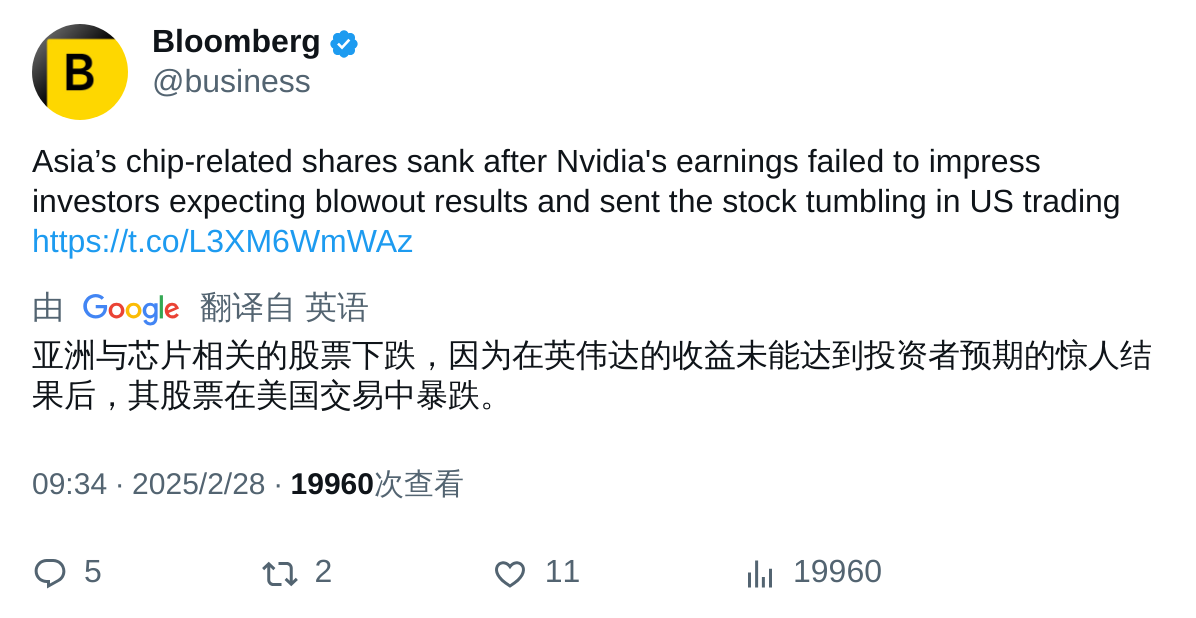 B
Bloomberg
@business
Asia’s chip-related shares sank after Nvidia's earnings failed to impress
investors expecting blowout results and sent the stock tumbling in US trading
https://t.co/L3XM6WmWAz
由 Google 翻译自 英语
亚洲与芯片相关的股票下跌，因为在英伟达的收益未能达到投资者预期的惊人结
果后，其股票在美国交易中暴跌。
09:34 · 2025/2/28 · 19960次查看
5 2 11 19960